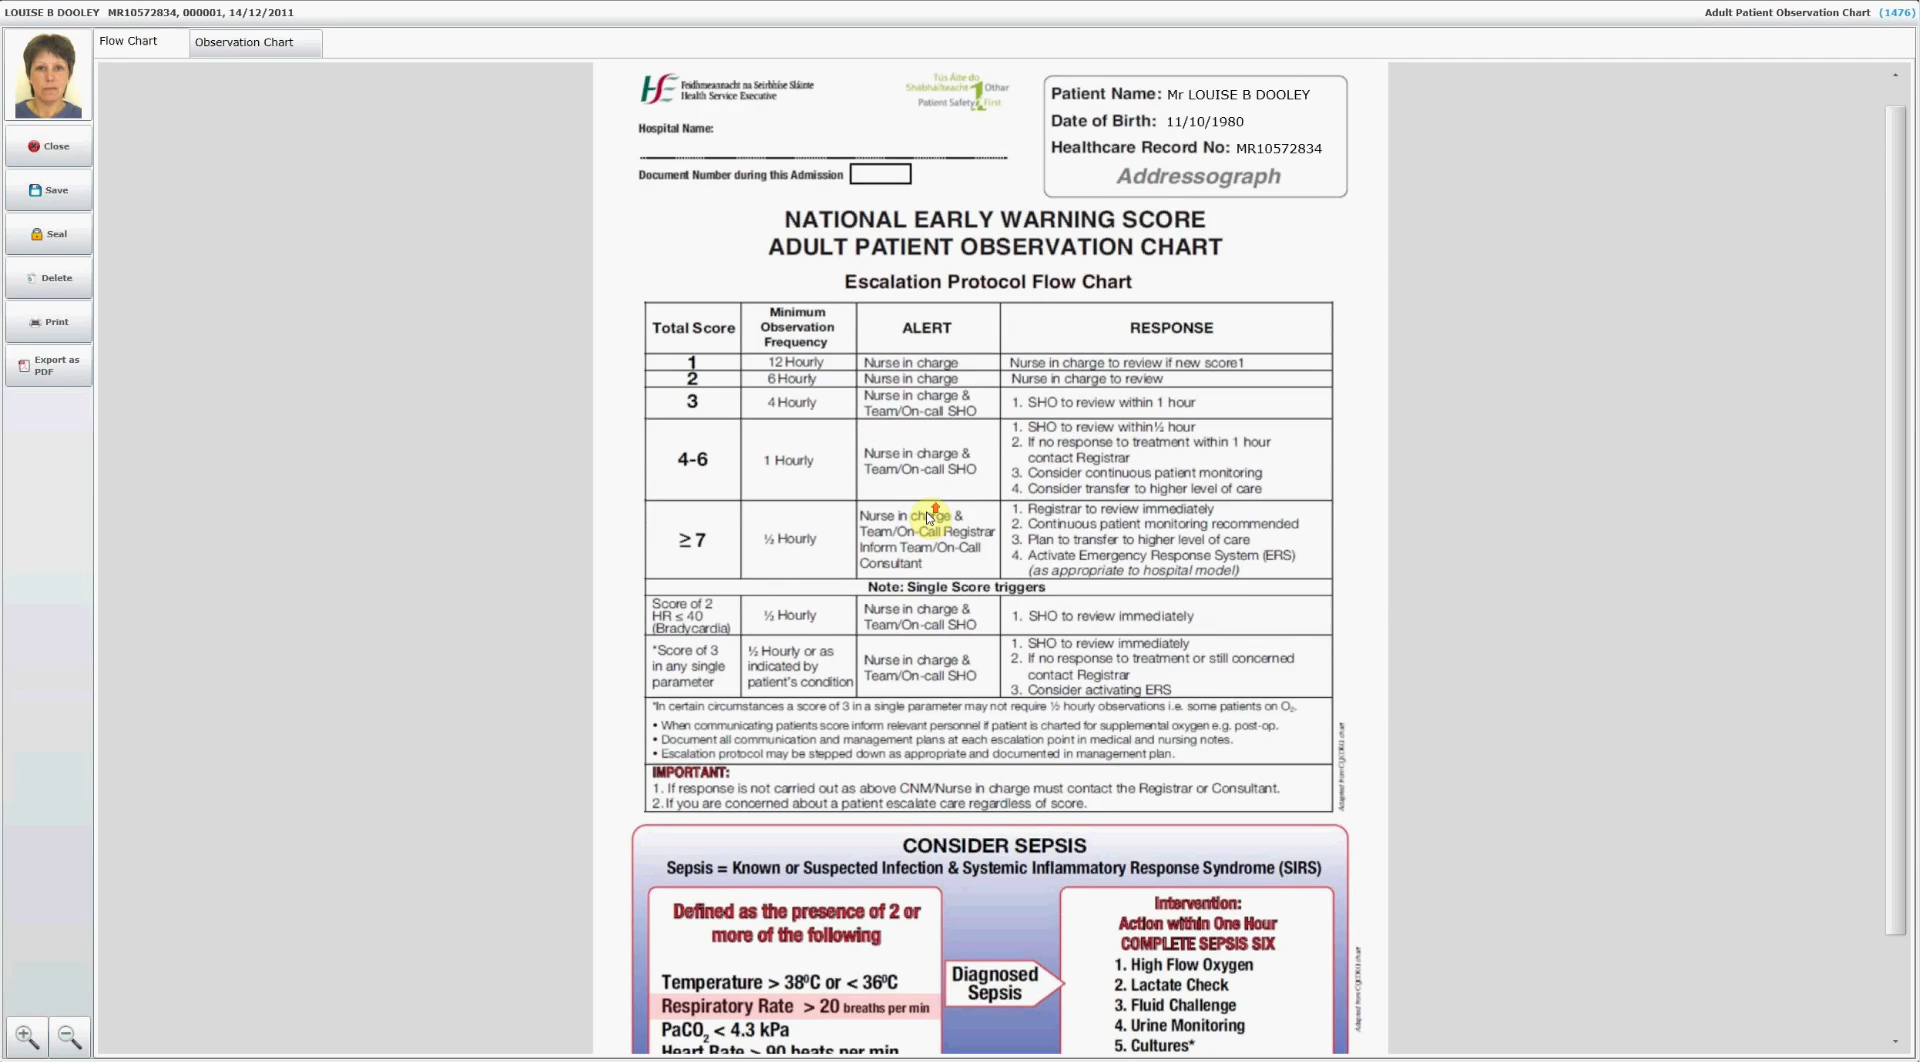 LOUISE B DOOLEY MR10572834, 000001, 14/12/2011
Adult Patient Observation Chart (1476)
Flow Chart
Observation Chart
Close
Save
Seal
Delete
Print
Export as
PDF
Feidhmeannacht na Seirbhíse Sláinte
Health Service Executive
Tús Áite do
Shábháilteacht Othar
1
Patient Safety First
Hospital Name:
Document Number during this Admission
Patient Name: Mr LOUISE B DOOLEY
Date of Birth: 11/10/1980
Healthcare Record No: MR10572834
Addressograph
NATIONAL EARLY WARNING SCORE
ADULT PATIENT OBSERVATION CHART
Escalation Protocol Flow Chart
Total Score
Minimum
Observation
Frequency
ALERT
RESPONSE
1
12 Hourly
Nurse in charge
Nurse in charge to review if new score1
2
6 Hourly
Nurse in charge
Nurse in charge to review
3
4 Hourly
Nurse in charge &
Team/On-call SHO
1. SHO to review within 1 hour
4-6
1 Hourly
Nurse in charge &
Team/On-call SHO
1. SHO to review within½ hour
2. If no response to treatment within 1 hour
contact Registrar
3. Consider continuous patient monitoring
4. Consider transfer to higher level of care
≥ 7
½ Hourly
Nurse in charge &
Team/On-Call Registrar
Inform Team/On-Call
Consultant
1. Registrar to review immediately
2. Continuous patient monitoring recommended
3. Plan to transfer to higher level of care
4. Activate Emergency Response System (ERS)
(as appropriate to hospital model)
Note: Single Score triggers
Score of 2
HR ≤ 40
(Bradycardia)
½ Hourly
Nurse in charge &
Team/On-call SHO
1. SHO to review immediately
*Score of 3
in any single
parameter
½ Hourly or as
indicated by
patient's condition
Nurse in charge &
Team/On-call SHO
1. SHO to review immediately
2. If no response to treatment or still concerned
contact Registrar
3. Consider activating ERS
*In certain circumstances a score of 3 in a single parameter may not require ½ hourly observations i.e. some patients on O₂.
• When communicating patients score inform relevant personnel if patient is charted for supplemental oxygen e.g. post-op.
• Document all communication and management plans at each escalation point in medical and nursing notes.
• Escalation protocol may be stepped down as appropriate and documented in management plan.
IMPORTANT:
1. If response is not carried out as above CNM/Nurse in charge must contact the Registrar or Consultant.
2. If you are concerned about a patient escalate care regardless of score.
CONSIDER SEPSIS
Sepsis = Known or Suspected Infection & Systemic Inflammatory Response Syndrome (SIRS)
Defined as the presence of 2 or
more of the following
Temperature > 38⁰C or < 36⁰C
Respiratory Rate > 20 breaths per min
PaCO₂ < 4.3 kPa
Heart Rate > 90 beats per min
Diagnosed
Sepsis
Intervention:
Action within One Hour
COMPLETE SEPSIS SIX
1. High Flow Oxygen
2. Lactate Check
3. Fluid Challenge
4. Urine Monitoring
5. Cultures*